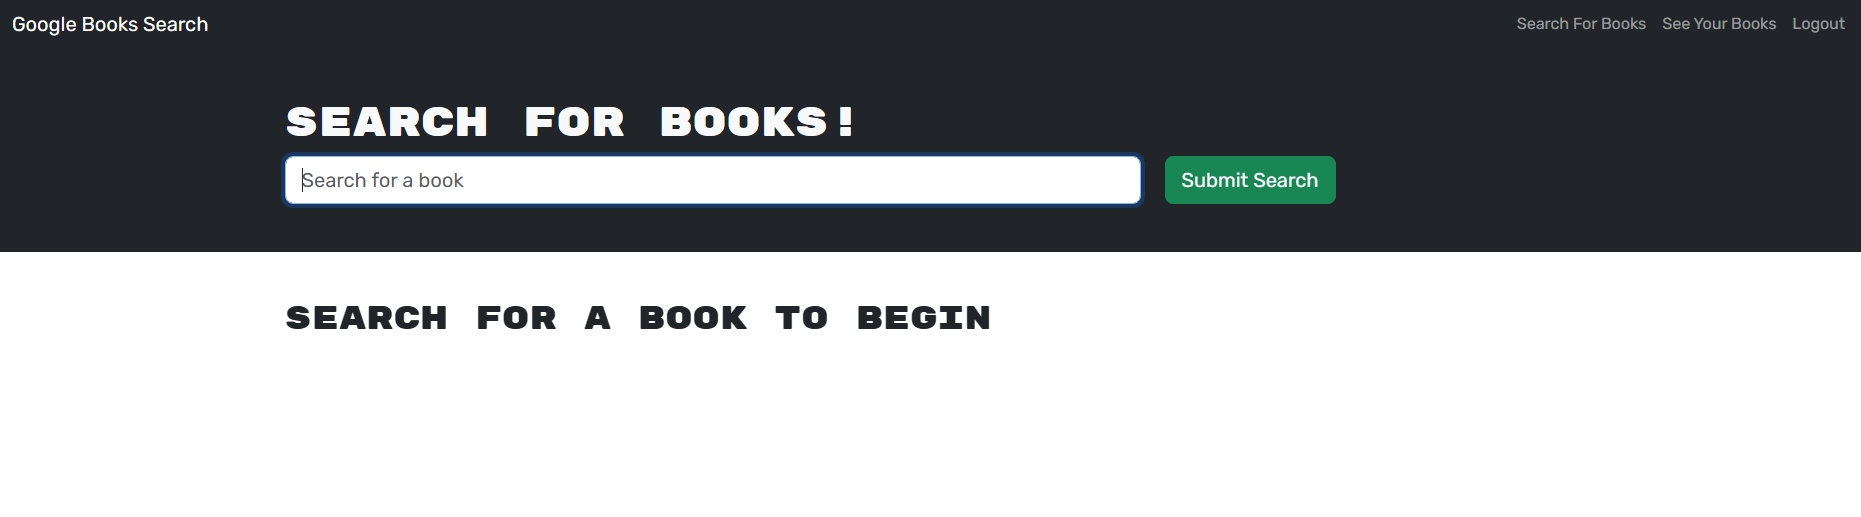 Google Books Search
Search For Books
See Your Books
Logout
SEARCH FOR BOOKS!
Search for a book
Submit Search
SEARCH FOR A BOOK TO BEGIN